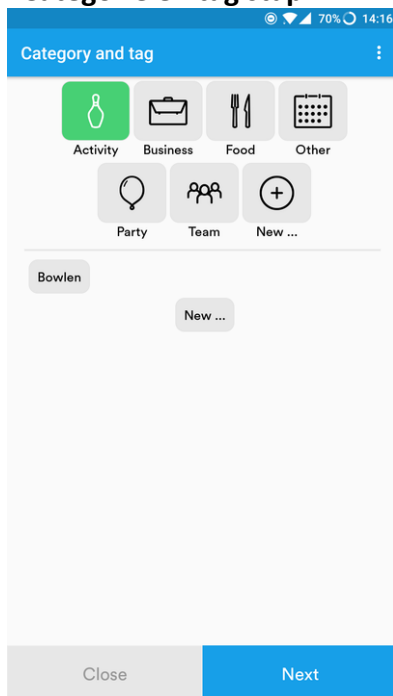 70% 14:16
Category and tag
Activity Business Food Other
Party Team New ...
Bowlen
New ...
Close Next